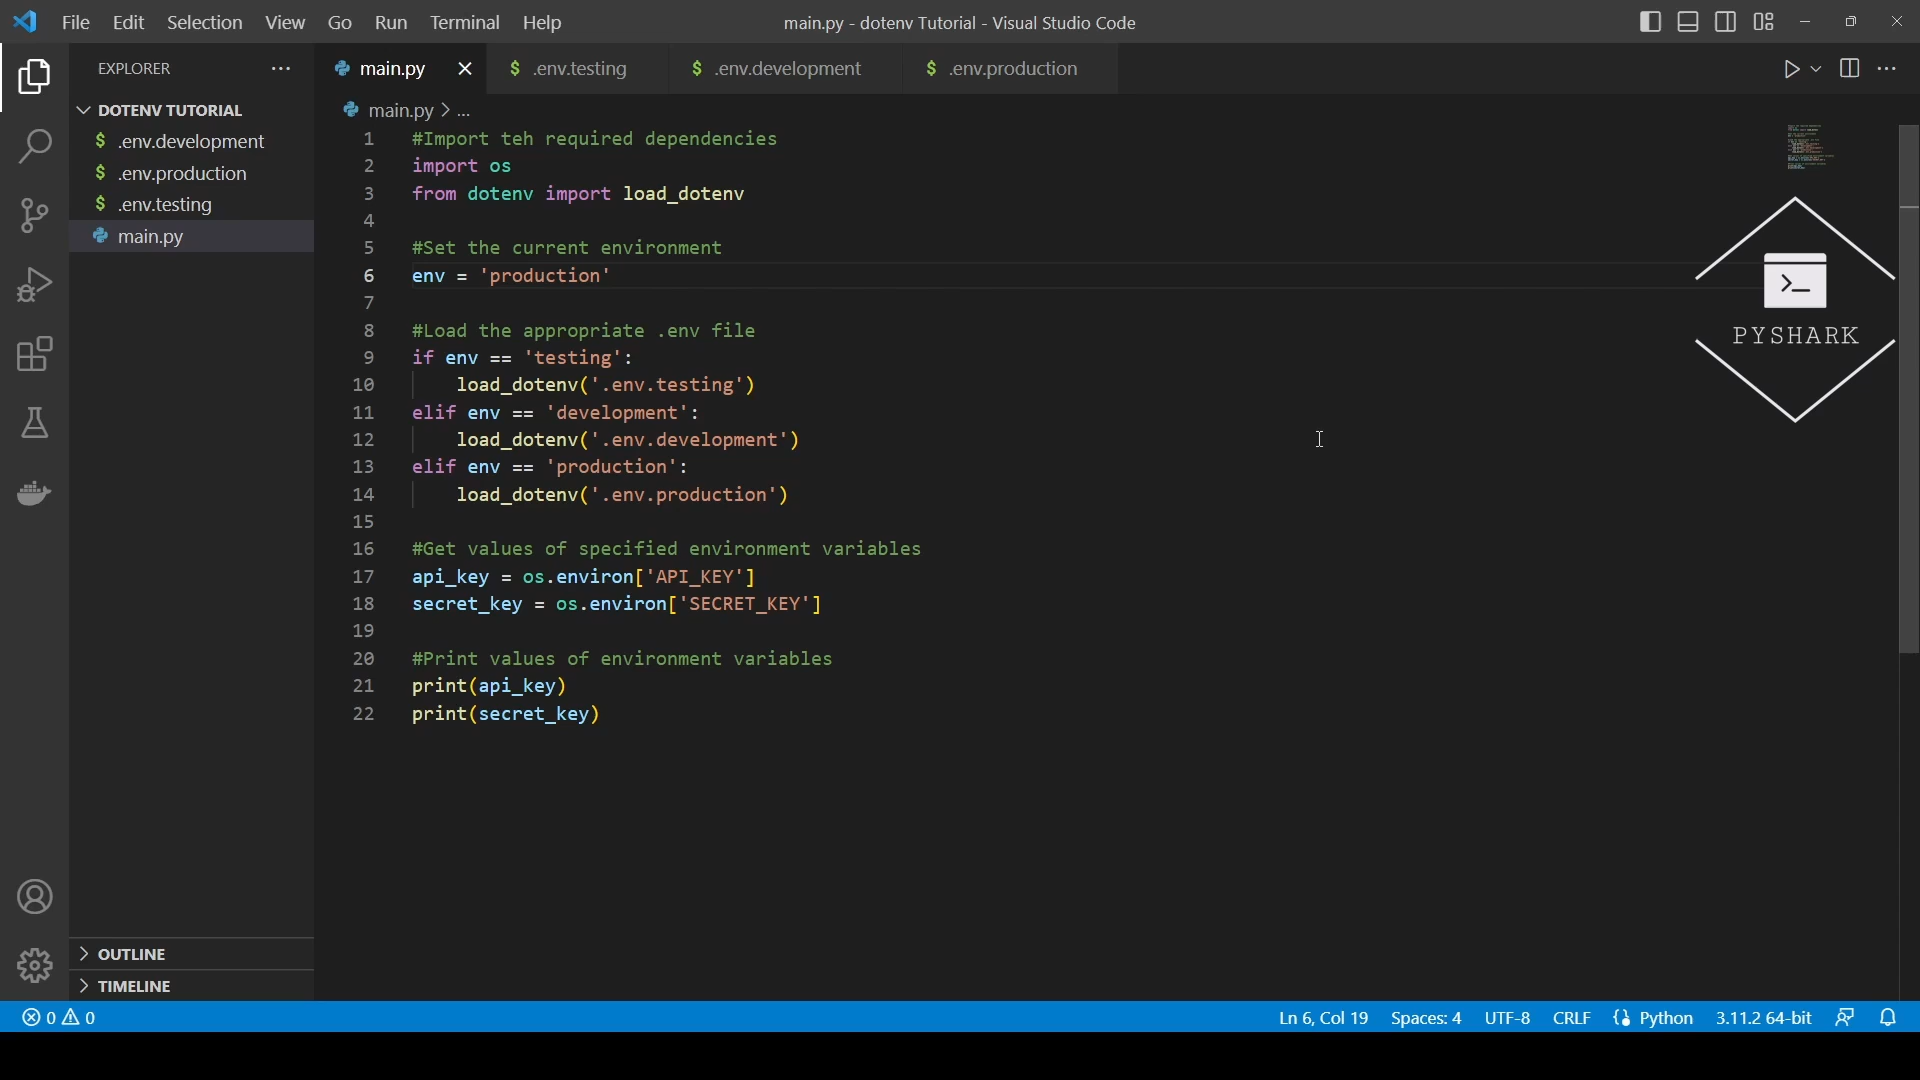 File Edit Selection View Go Run Terminal Help
main.py - dotenv Tutorial - Visual Studio Code
EXPLORER
DOTENV TUTORIAL
.env.development
.env.production
.env.testing
main.py
OUTLINE
TIMELINE
main.py .env.testing .env.development .env.production
main.py > ...
1 #Import teh required dependencies
2 import os
3 from dotenv import load_dotenv
4
5 #Set the current environment
6 env = 'production'
7
8 #Load the appropriate .env file
9 if env == 'testing':
10 load_dotenv('.env.testing')
11 elif env == 'development':
12 load_dotenv('.env.development')
13 elif env == 'production':
14 load_dotenv('.env.production')
15
16 #Get values of specified environment variables
17 api_key = os.environ['API_KEY']
18 secret_key = os.environ['SECRET_KEY']
19
20 #Print values of environment variables
21 print(api_key)
22 print(secret_key)
PYSHARK
0 0 Ln 6, Col 19 Spaces: 4 UTF-8 CRLF Python 3.11.2 64-bit